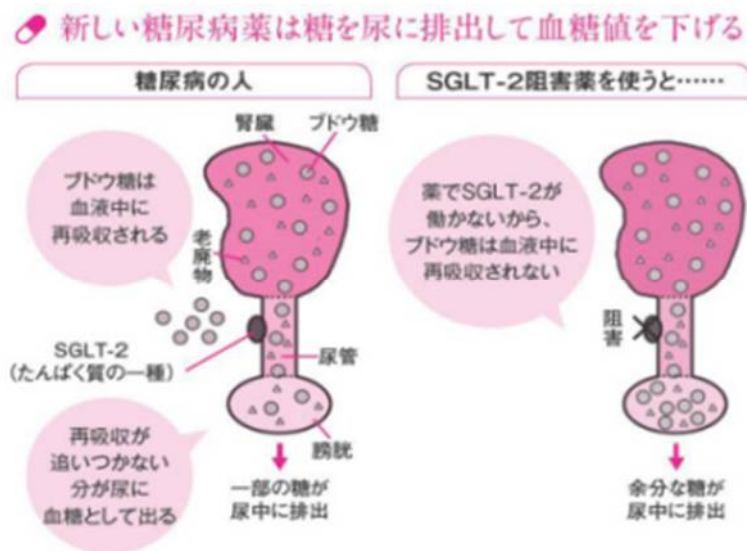 新しい糖尿病薬は糖を尿に排出して血糖値を下げる
糖尿病の人
腎臓
ブドウ糖
ブドウ糖は
血液中に
再吸収される
老廃物
SGLT-2
(たんぱく質の一種)
尿管
再吸収が
追いつかない
分が尿に
血糖として出る
膀胱
一部の糖が
尿中に排出
SGLT-2阻害薬を使うと……
薬でSGLT-2が
働かないから、
ブドウ糖は血液中に
再吸収されない
阻害
余分な糖が
尿中に排出